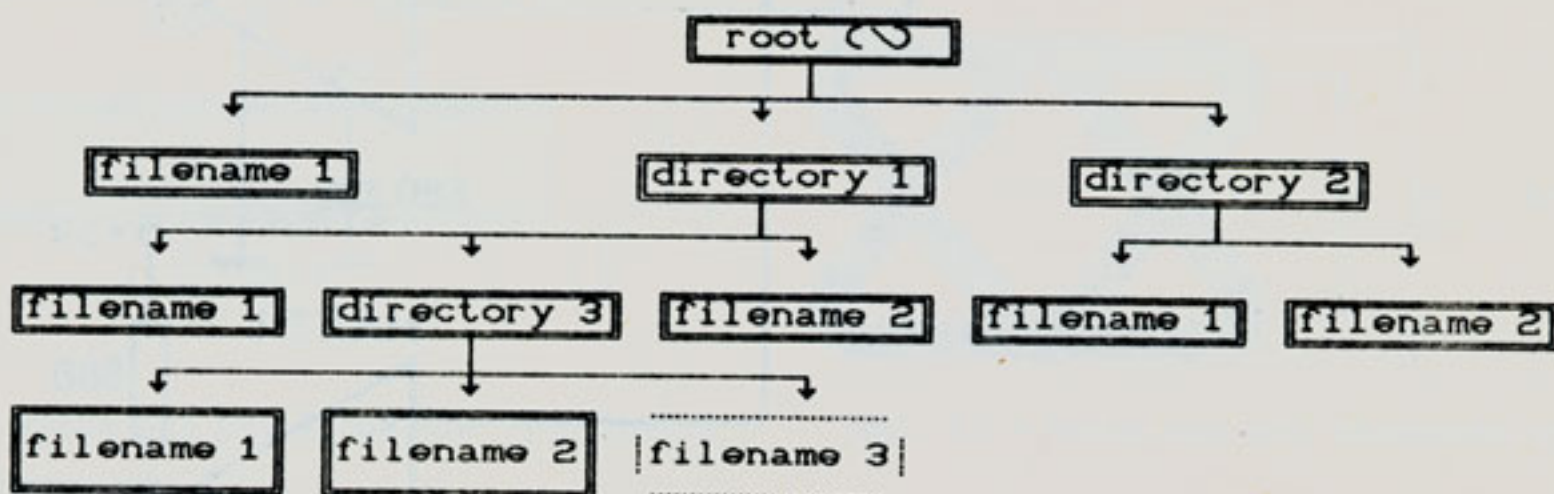 root (\)
filename 1 directory 1 directory 2
filename 1 directory 3 filename 2 filename 1 filename 2
filename 1 filename 2 filename 3